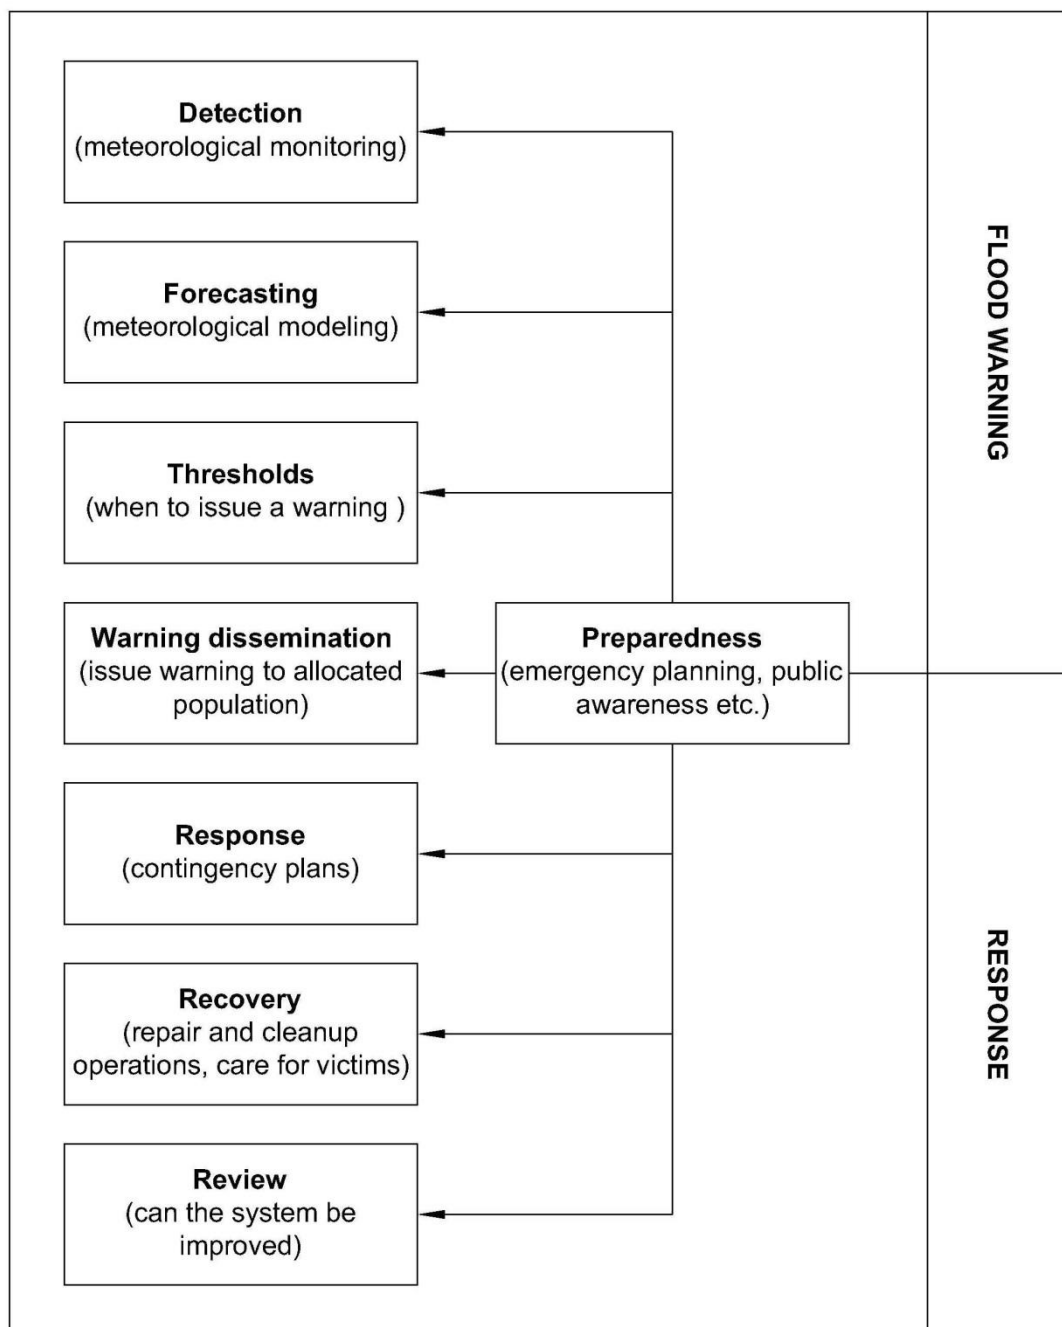 Detection
(meteorological monitoring)
Forecasting
(meteorological modeling)
Thresholds
(when to issue a warning )
Warning dissemination
(issue warning to allocated
population)
Preparedness
(emergency planning, public
awareness etc.)
Response
(contingency plans)
Recovery
(repair and cleanup
operations, care for victims)
Review
(can the system be
improved)
FLOOD WARNING
RESPONSE